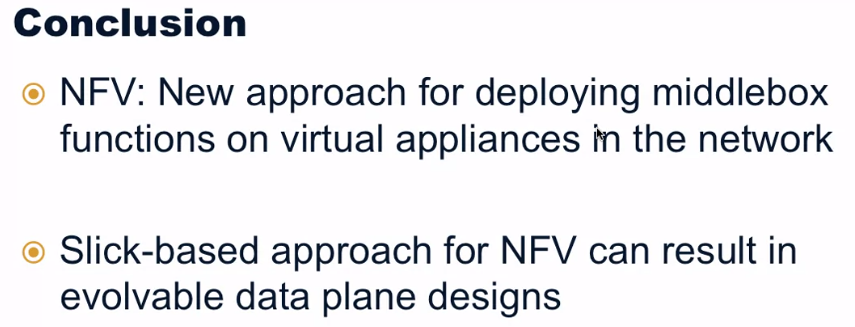 Conclusion
NFV: New approach for deploying middlebox
functions on virtual appliances in the network
Slick-based approach for NFV can result in
evolvable data plane designs